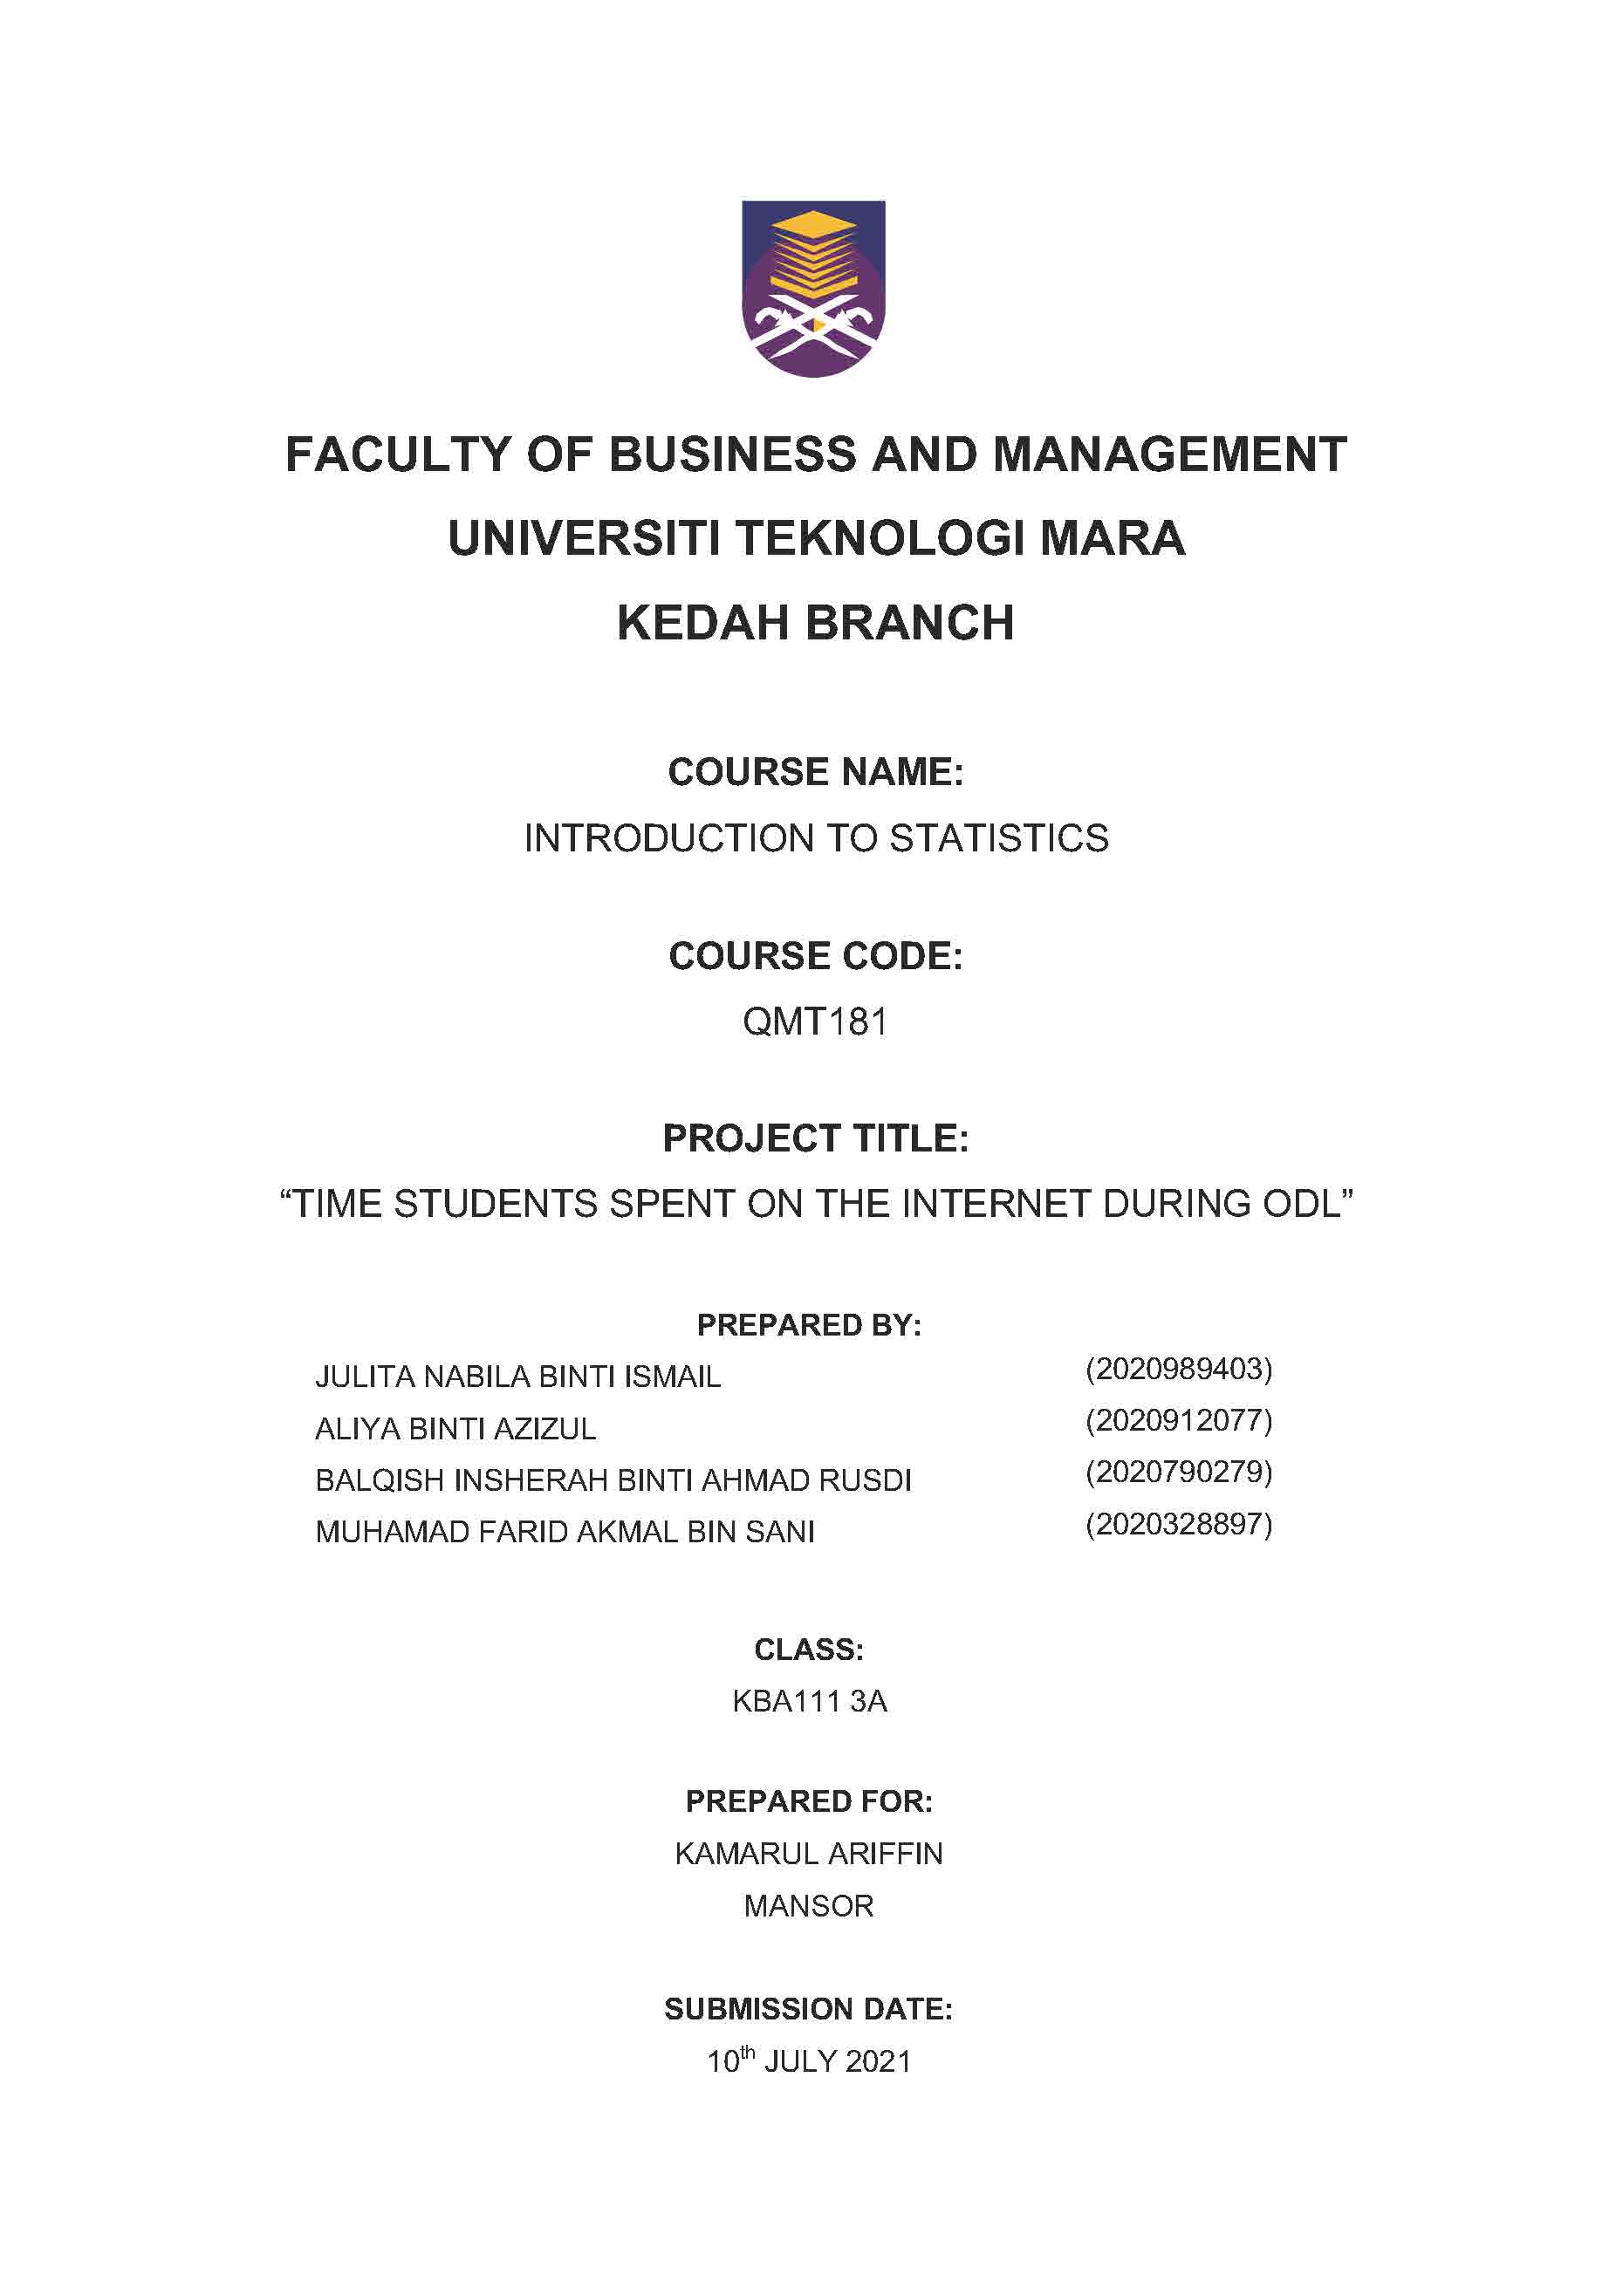 FACULTY OF BUSINESS AND MANAGEMENT
UNIVERSITI TEKNOLOGI MARA
KEDAH BRANCH
COURSE NAME:
INTRODUCTION TO STATISTICS
COURSE CODE:
QMT181
PROJECT TITLE:
“TIME STUDENTS SPENT ON THE INTERNET DURING ODL”
PREPARED BY:
JULITA NABILA BINTI ISMAIL (2020989403)
ALIYA BINTI AZIZUL (2020912077)
BALQISH INSHERAH BINTI AHMAD RUSDI (2020790279)
MUHAMAD FARID AKMAL BIN SANI (2020328897)
CLASS:
KBA111 3A
PREPARED FOR:
KAMARUL ARIFFIN
MANSOR
SUBMISSION DATE:
10th JULY 2021